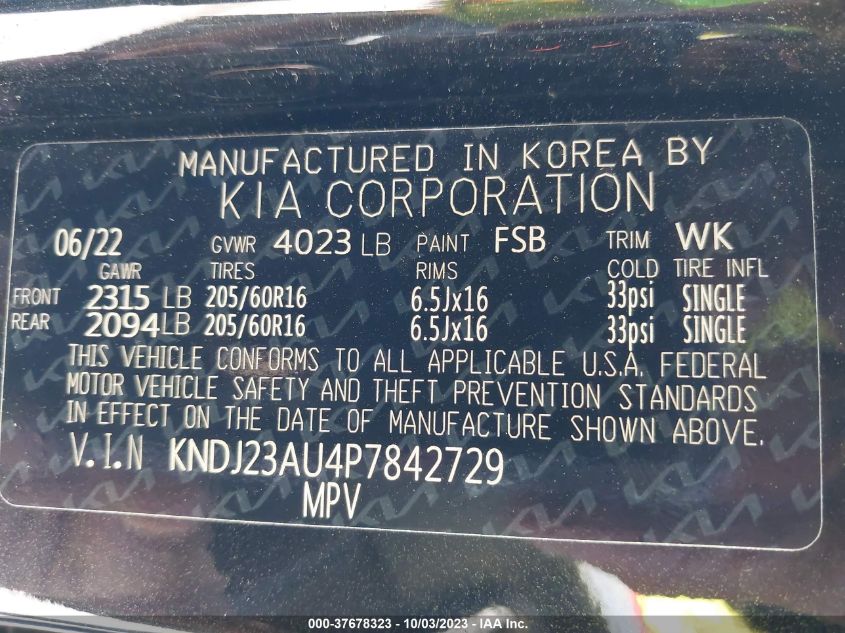 MANUFACTURED IN KOREA BY
KIA CORPORATION
06/22 GVWR 4023 LB PAINT FSB TRIM WK
GAWR TIRES RIMS COLD TIRE INFL
FRONT 2315 LB 205/60R16 6.5Jx16 33psi SINGLE
REAR 2094 LB 205/60R16 6.5Jx16 33psi SINGLE
THIS VEHICLE CONFORMS TO ALL APPLICABLE U.S.A. FEDERAL
MOTOR VEHICLE SAFETY AND THEFT PREVENTION STANDARDS
IN EFFECT ON THE DATE OF MANUFACTURE SHOWN ABOVE.
V.I.N KNDJ23AU4P7842729
MPV
000-37678323 - 10/03/2023 - IAA Inc.